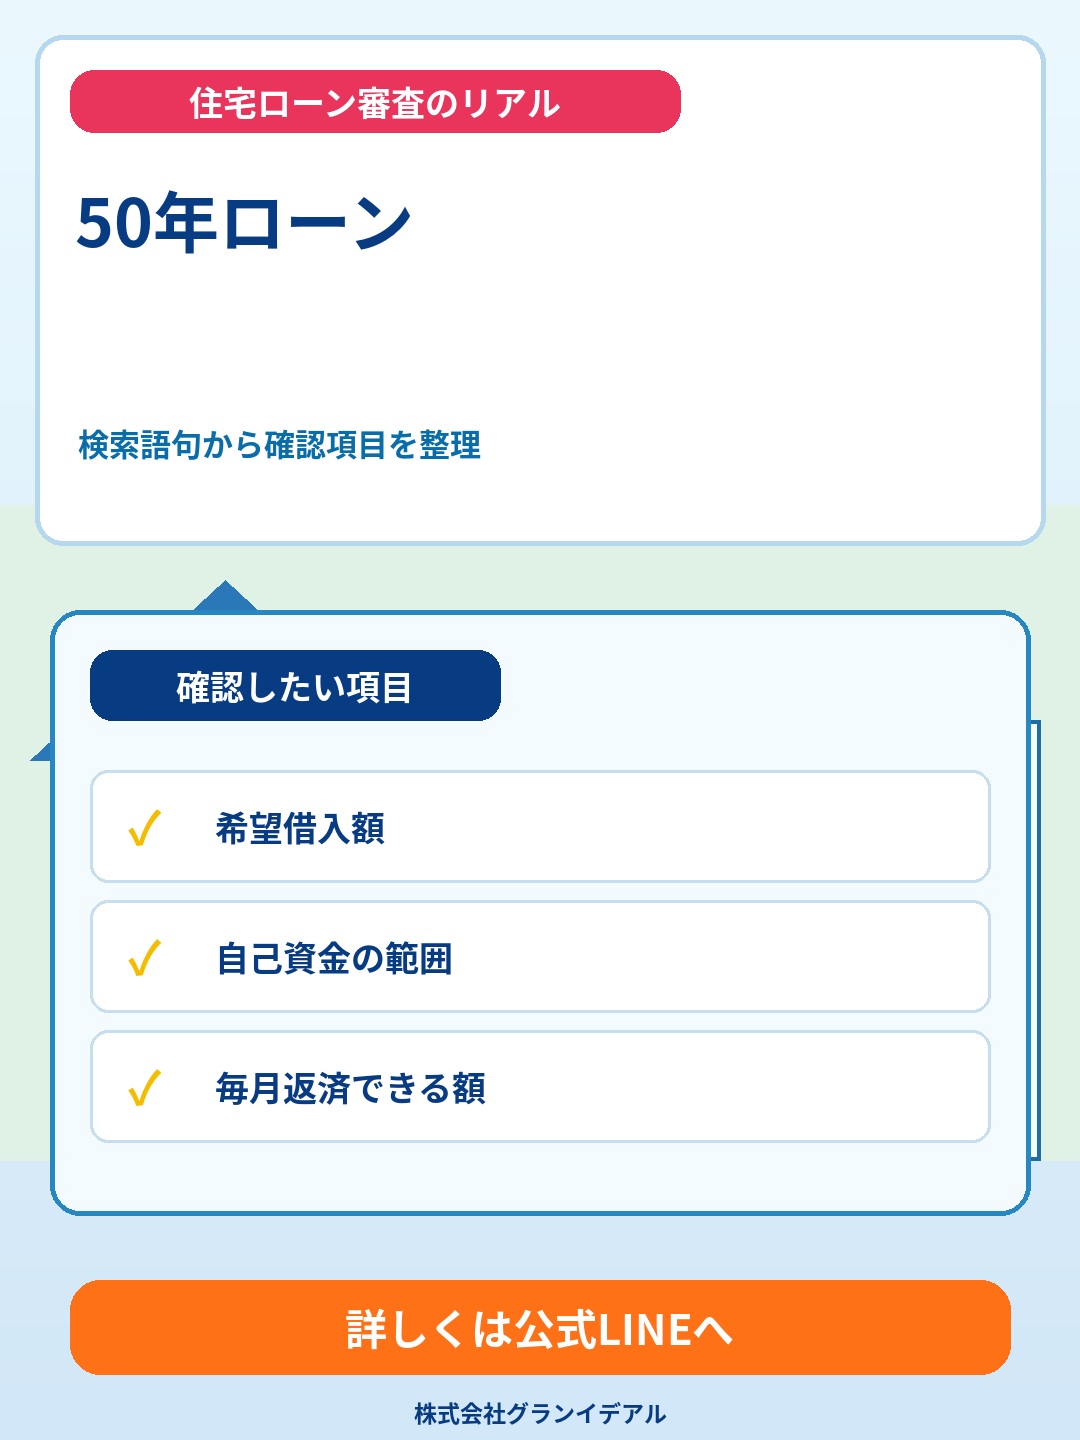 住宅ローン審査のリアル
50年ローン
検索語句から確認項目を整理
確認したい項目
✓ 希望借入額
✓ 自己資金の範囲
✓ 毎月返済できる額
詳しくは公式LINEへ
株式会社グランイデアル